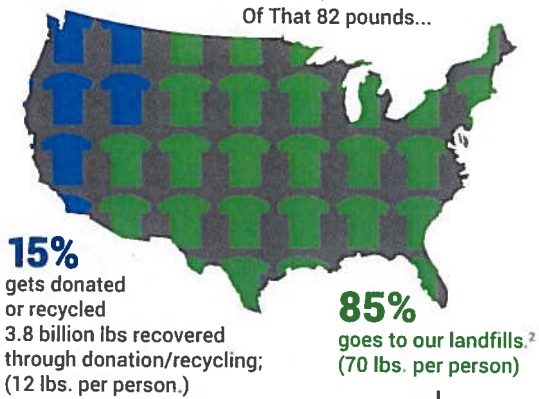 Of That 82 pounds...
15%
gets donated
or recycled
3.8 billion lbs recovered
through donation/recycling;
(12 lbs. per person.)
85%
goes to our landfills.²
(70 lbs. per person)